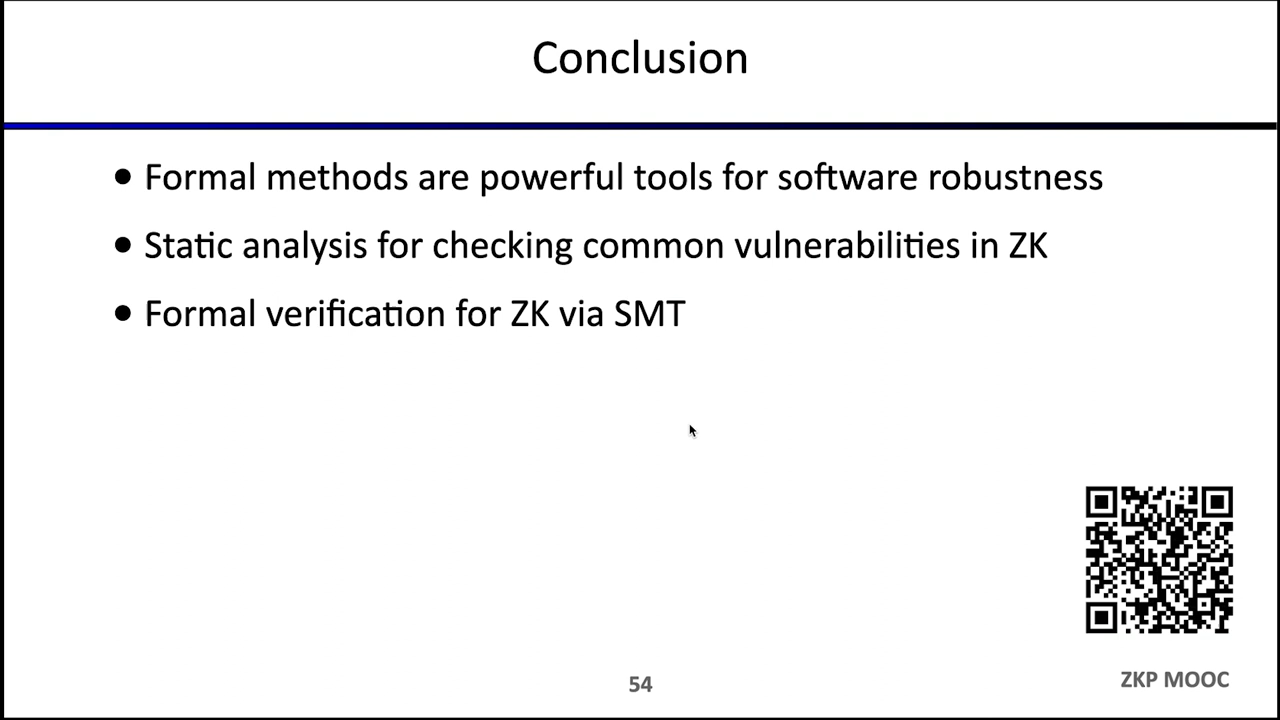 Conclusion
• Formal methods are powerful tools for software robustness
• Static analysis for checking common vulnerabilities in ZK
• Formal verification for ZK via SMT
54
ZKP MOOC